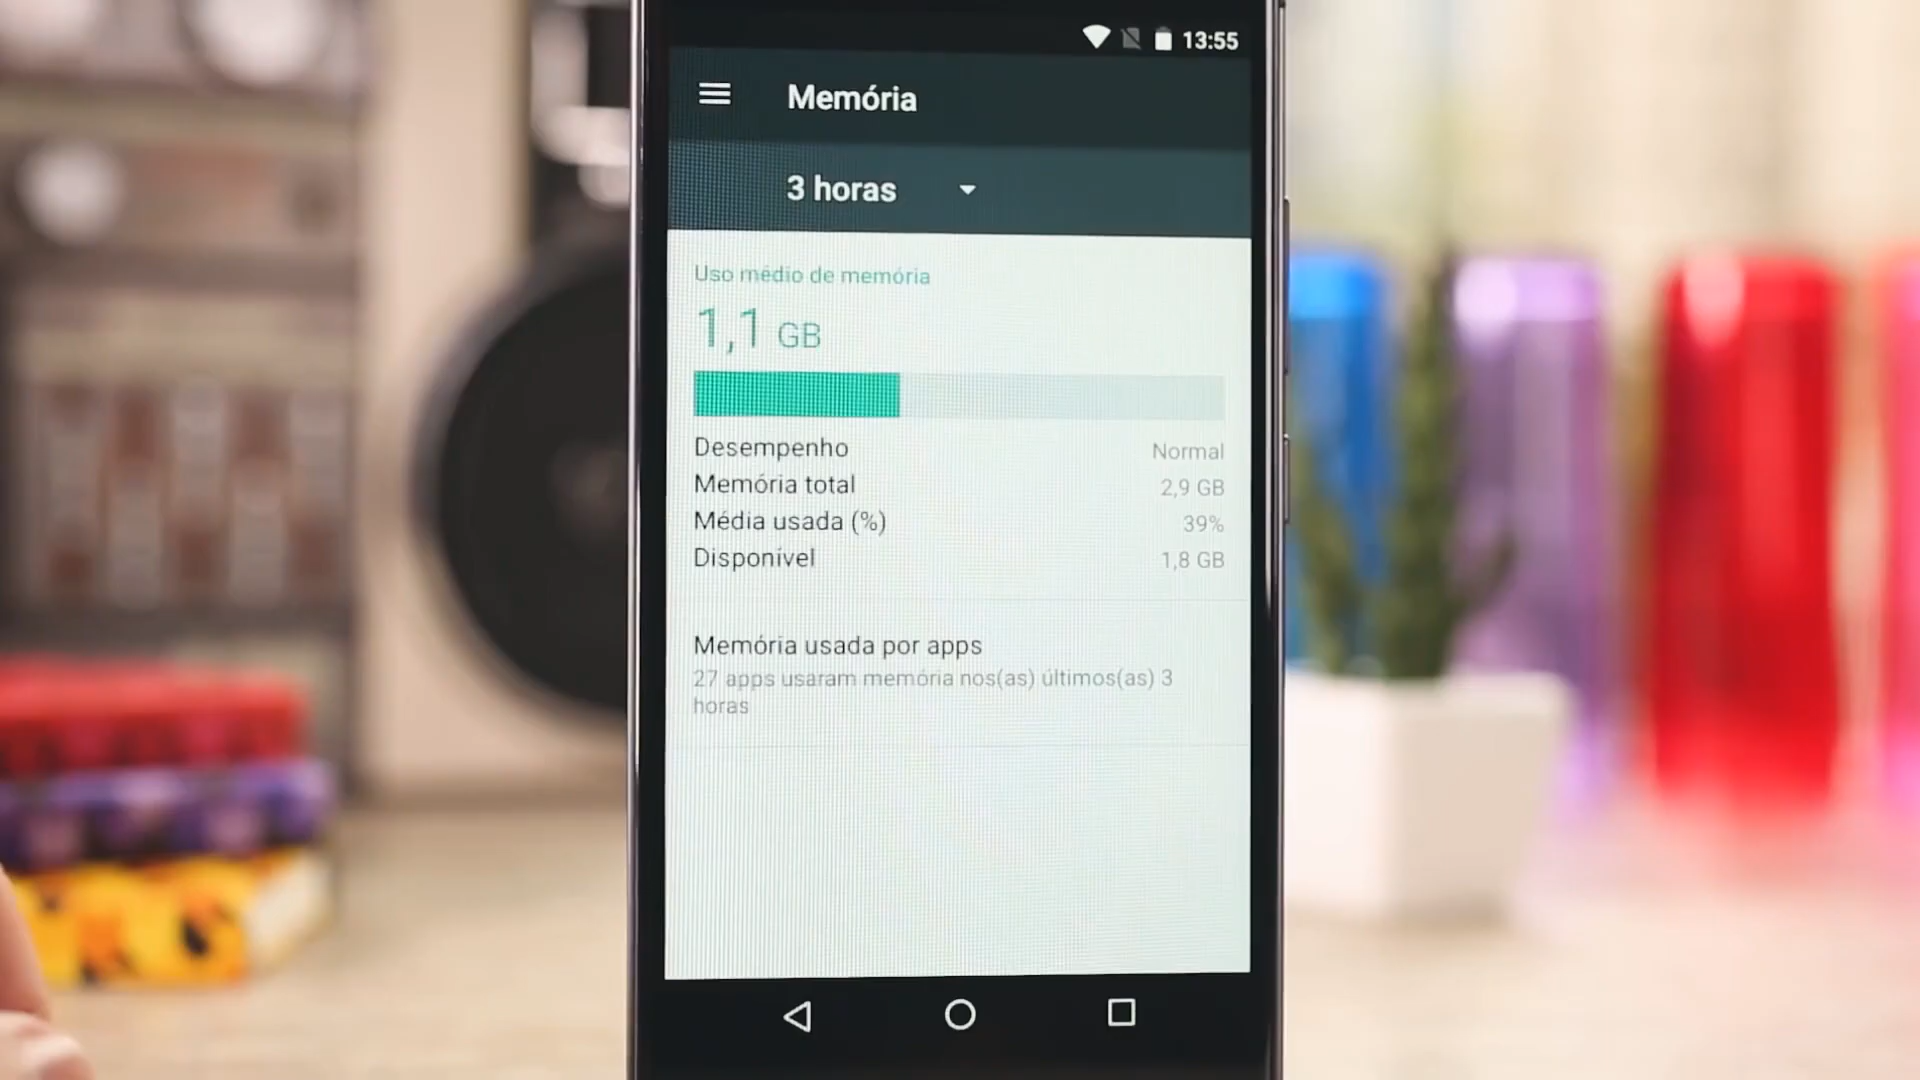 13:55
Memória
3 horas
Uso médio de memória
1,1 GB
Desempenho Normal
Memória total 2,9 GB
Média usada (%) 39%
Disponível 1,8 GB
Memória usada por apps
27 apps usaram memória nos(as) últimos(as) 3
horas